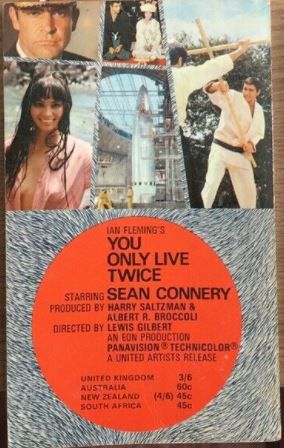 IAN FLEMING'S
YOU
ONLY LIVE
TWICE
STARRING SEAN CONNERY
PRODUCED BY HARRY SALTZMAN &
ALBERT R. BROCCOLI
DIRECTED BY LEWIS GILBERT
AN EON PRODUCTION
PANAVISION® TECHNICOLOR®
A UNITED ARTISTS RELEASE
UNITED KINGDOM 3/6
AUSTRALIA 60c
NEW ZEALAND (4/6) 45c
SOUTH AFRICA 45c